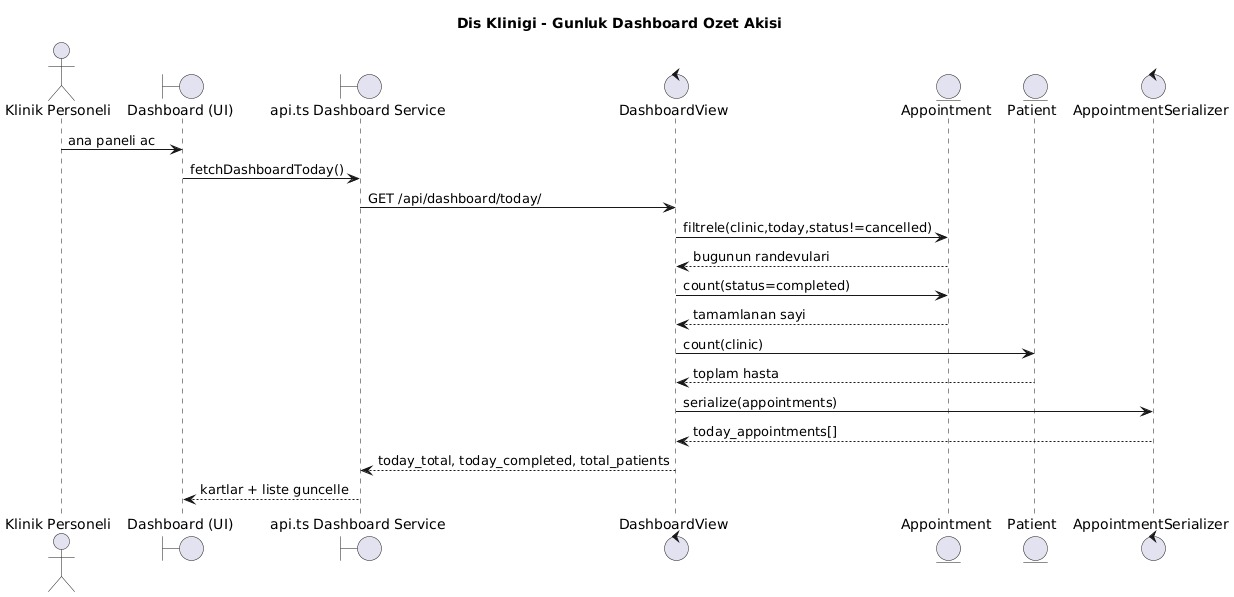 Dis Klinigi - Gunluk Dashboard Ozet Akisi
Klinik Personeli
Dashboard (UI)
api.ts Dashboard Service
DashboardView
Appointment
Patient
AppointmentSerializer
ana paneli ac
fetchDashboardToday()
GET /api/dashboard/today/
filtrele(clinic,today,status!=cancelled)
bugunun randevulari
count(status=completed)
tamamlanan sayi
count(clinic)
toplam hasta
serialize(appointments)
today_appointments[]
today_total, today_completed, total_patients
kartlar + liste guncelle
Klinik Personeli
Dashboard (UI)
api.ts Dashboard Service
DashboardView
Appointment
Patient
AppointmentSerializer